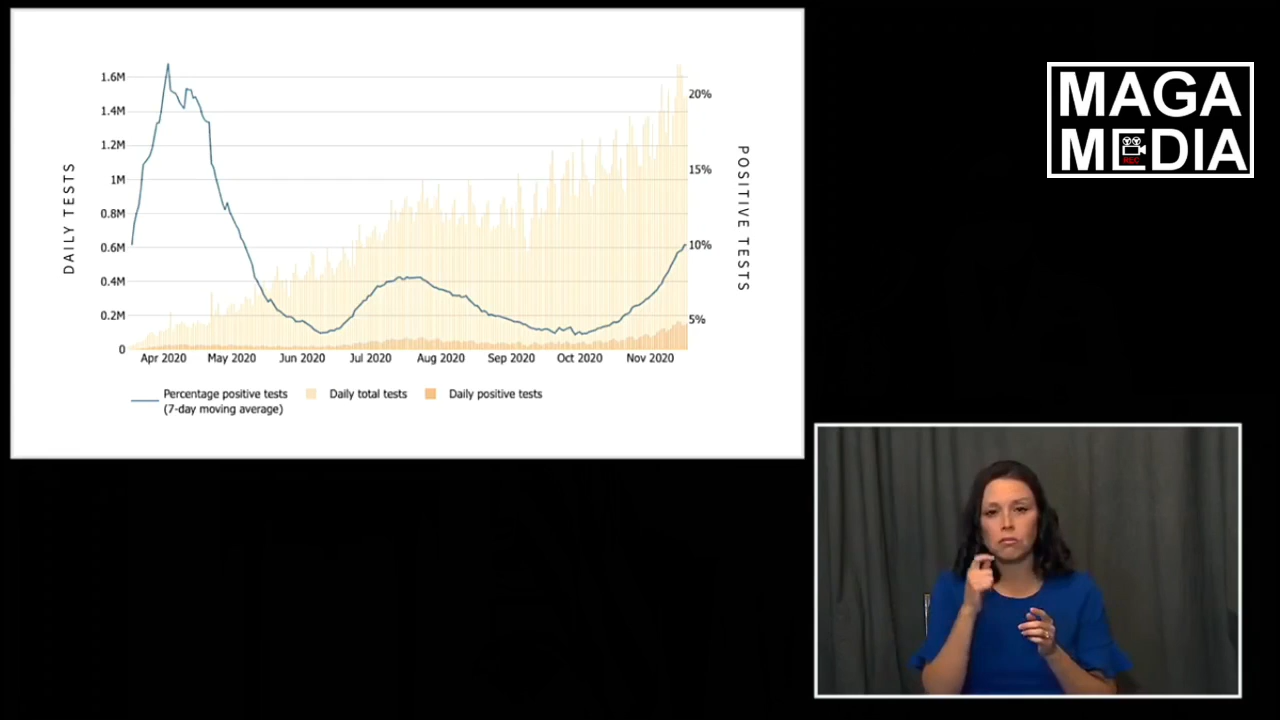 1.6M
1.4M
1.2M
1M
0.8M
0.6M
0.4M
0.2M
0
DAILY TESTS
20%
15%
10%
5%
POSITIVE TESTS
Apr 2020 May 2020 Jun 2020 Jul 2020 Aug 2020 Sep 2020 Oct 2020 Nov 2020
Percentage positive tests Daily total tests Daily positive tests
(7-day moving average)
MAGA
MEDIA
REC